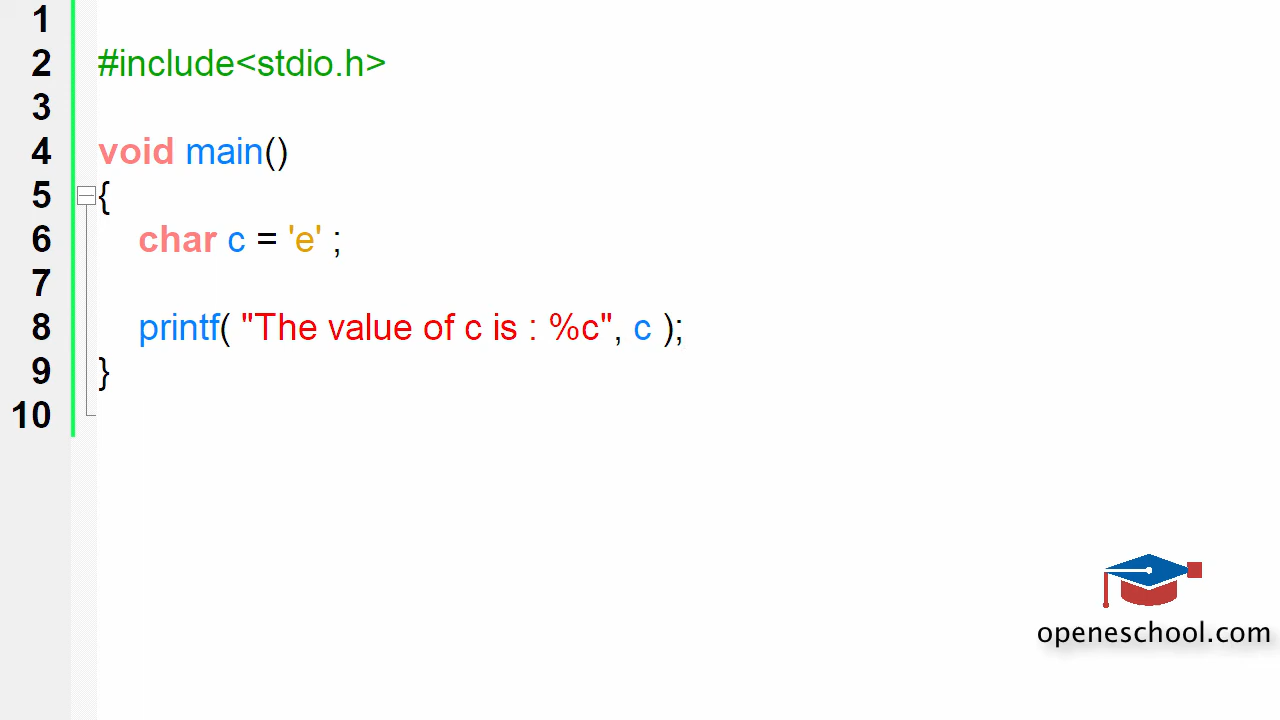 1
2 #include<stdio.h>
3
4 void main()
5 {
6 char c = 'e' ;
7
8 printf( "The value of c is : %c", c );
9 }
10
openeschool.com